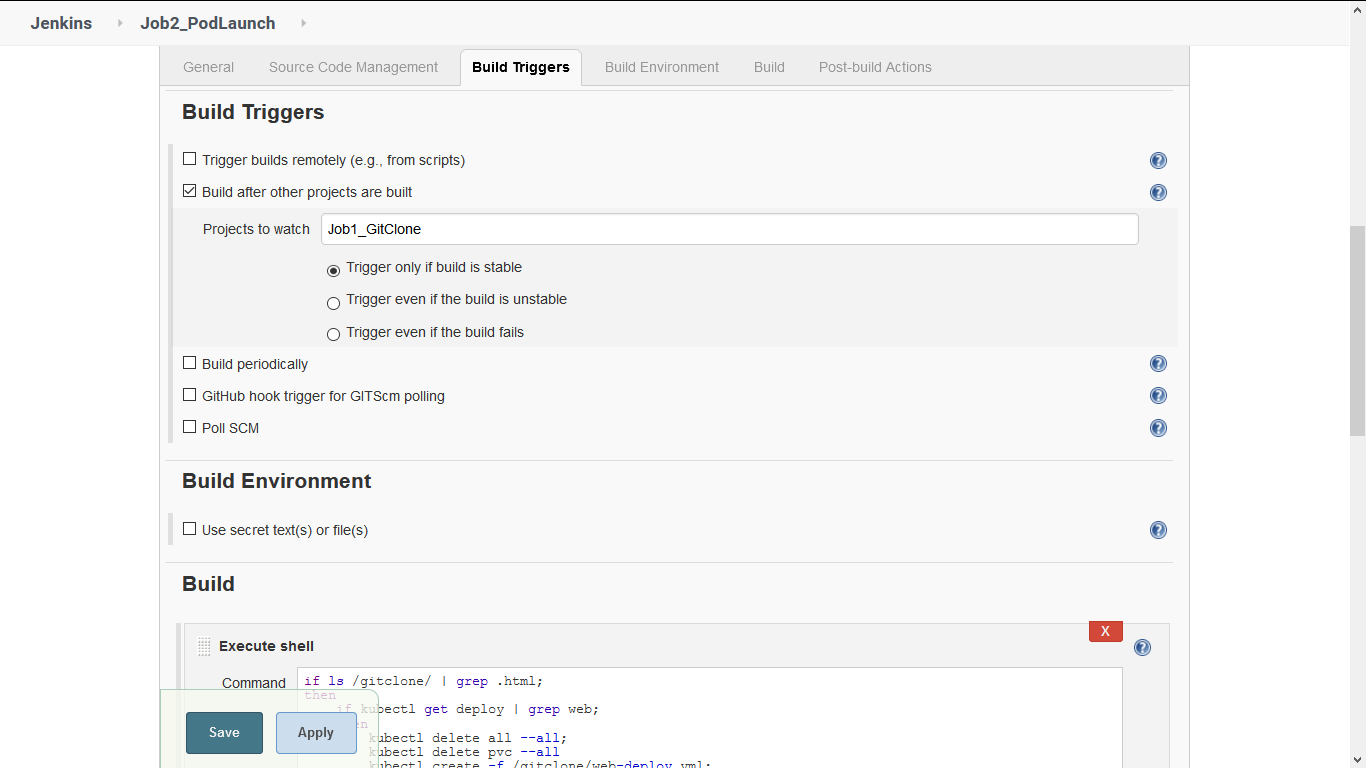 Jenkins Job2_PodLaunch
General Source Code Management Build Triggers Build Environment Build Post-build Actions
Build Triggers
Trigger builds remotely (e.g., from scripts)
Build after other projects are built
Projects to watch Job1_GitClone
Trigger only if build is stable
Trigger even if the build is unstable
Trigger even if the build fails
Build periodically
GitHub hook trigger for GITScm polling
Poll SCM
Build Environment
Use secret text(s) or file(s)
Build
X
Execute shell
Command if ls /gitclone/ | grep .html;
then
if kubectl get deploy | grep web;
kubectl delete all --all;
kubectl delete pvc --all
kubectl create -f /gitclone/web-deploy.yml;
Save Apply